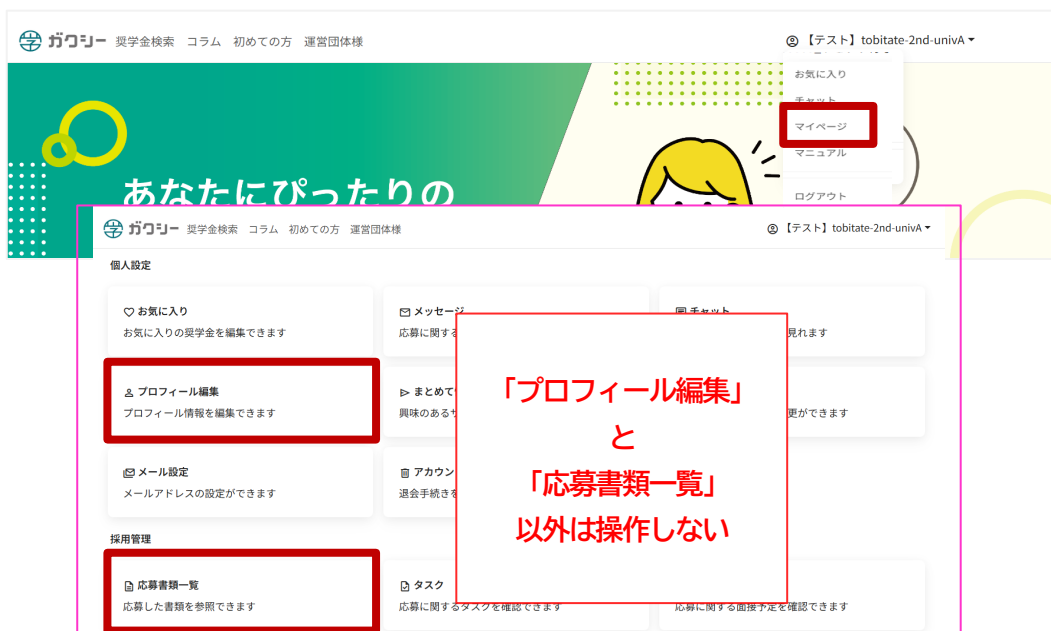 ガクシー 奨学金検索 コラム 初めての方 運営団体様
【テスト】tobitate-2nd-univA
お気に入り
チャット
マイページ
マニュアル
ログアウト
あなたにぴったりの
ガクシー 奨学金検索 コラム 初めての方 運営団体様
【テスト】tobitate-2nd-univA
個人設定
お気に入り
お気に入りの奨学金を編集できます
メッセージ
応募に関する
チャット
見れます
プロフィール編集
プロフィール情報を編集できます
まとめて
興味のある
更ができます
メール設定
メールアドレスの設定ができます
アカウン
退会手続きを
「プロフィール編集」
と
「応募書類一覧」
以外は操作しない
採用管理
応募書類一覧
応募した書類を参照できます
タスク
応募に関するタスクを確認できます
応募に関する面接予定を確認できます